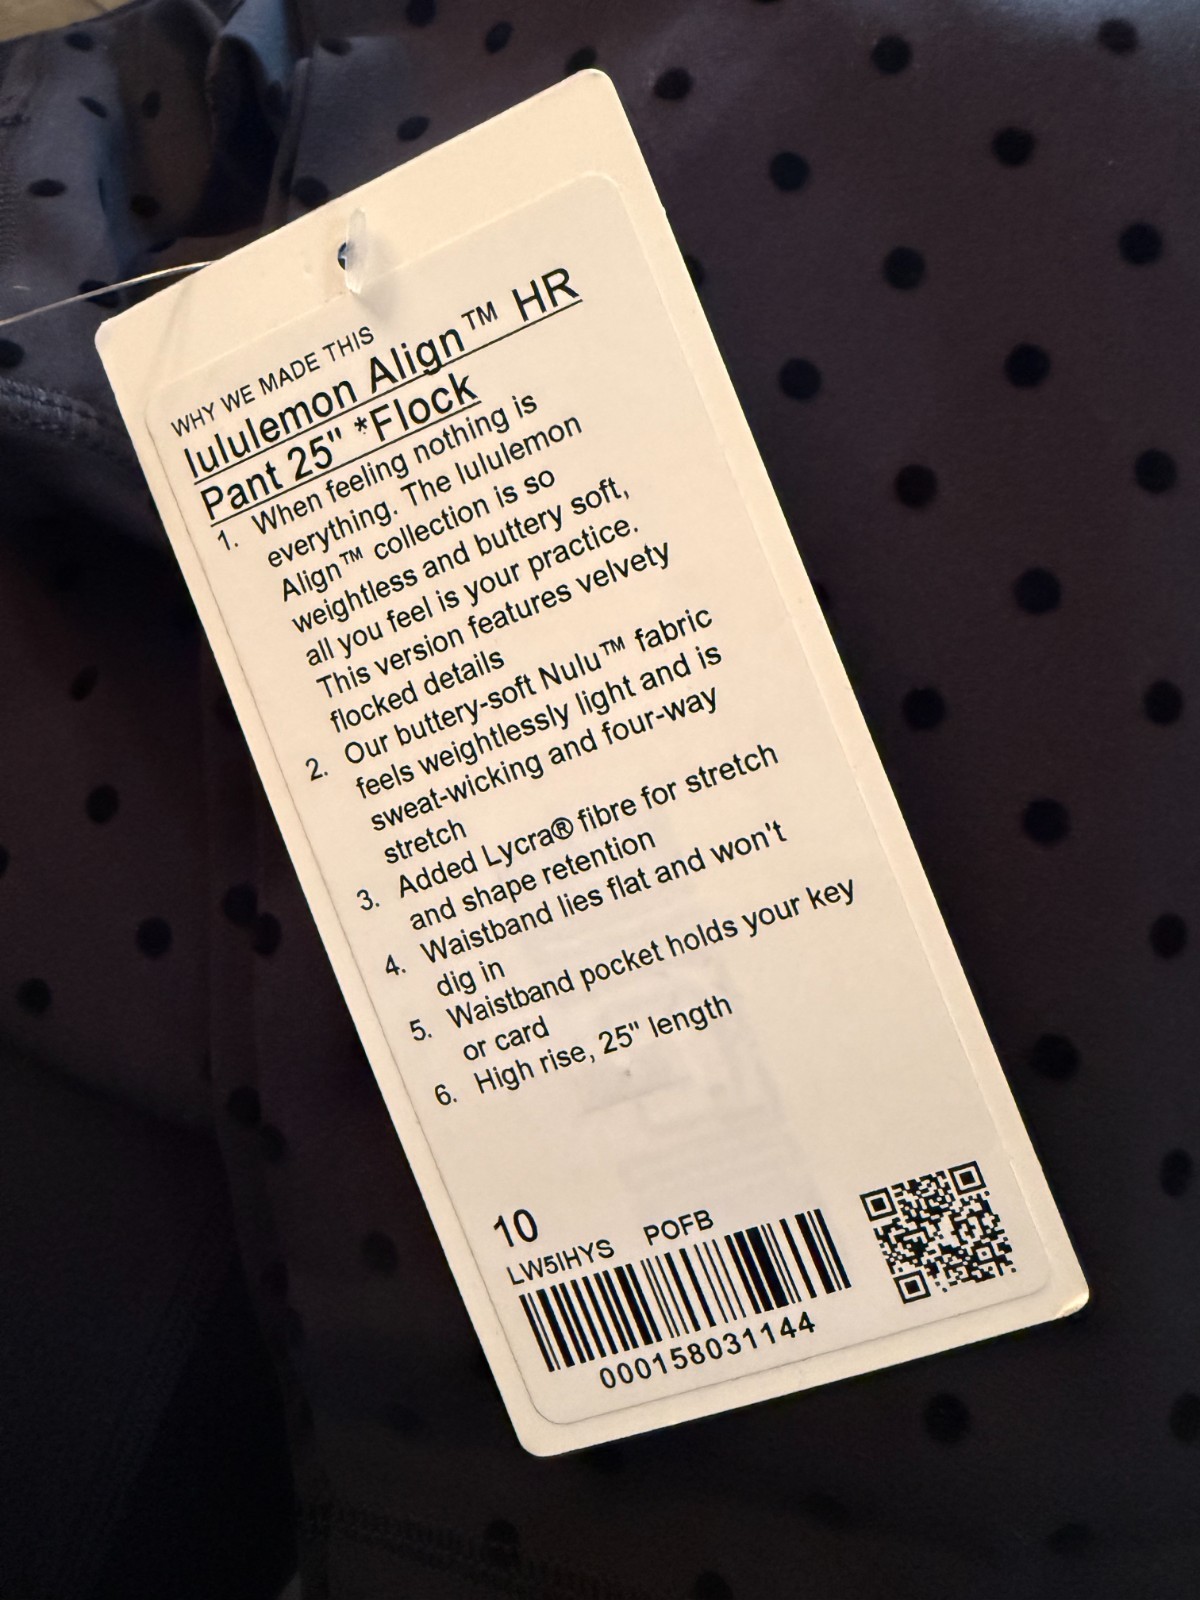 WHY WE MADE THIS
lululemon Align™ HR
Pant 25" *Flock
1. When feeling nothing is
everything. The lululemon
Align™ collection is so
weightless and buttery soft,
all you feel is your practice.
This version features velvety
flocked details
2. Our buttery-soft Nulu™ fabric
feels weightlessly light and is
sweat-wicking and four-way
stretch
3. Added Lycra® fibre for stretch
and shape retention
4. Waistband lies flat and won't
dig in
5. Waistband pocket holds your key
or card
6. High rise, 25" length
10
LW5IHYS POFB
000158031144